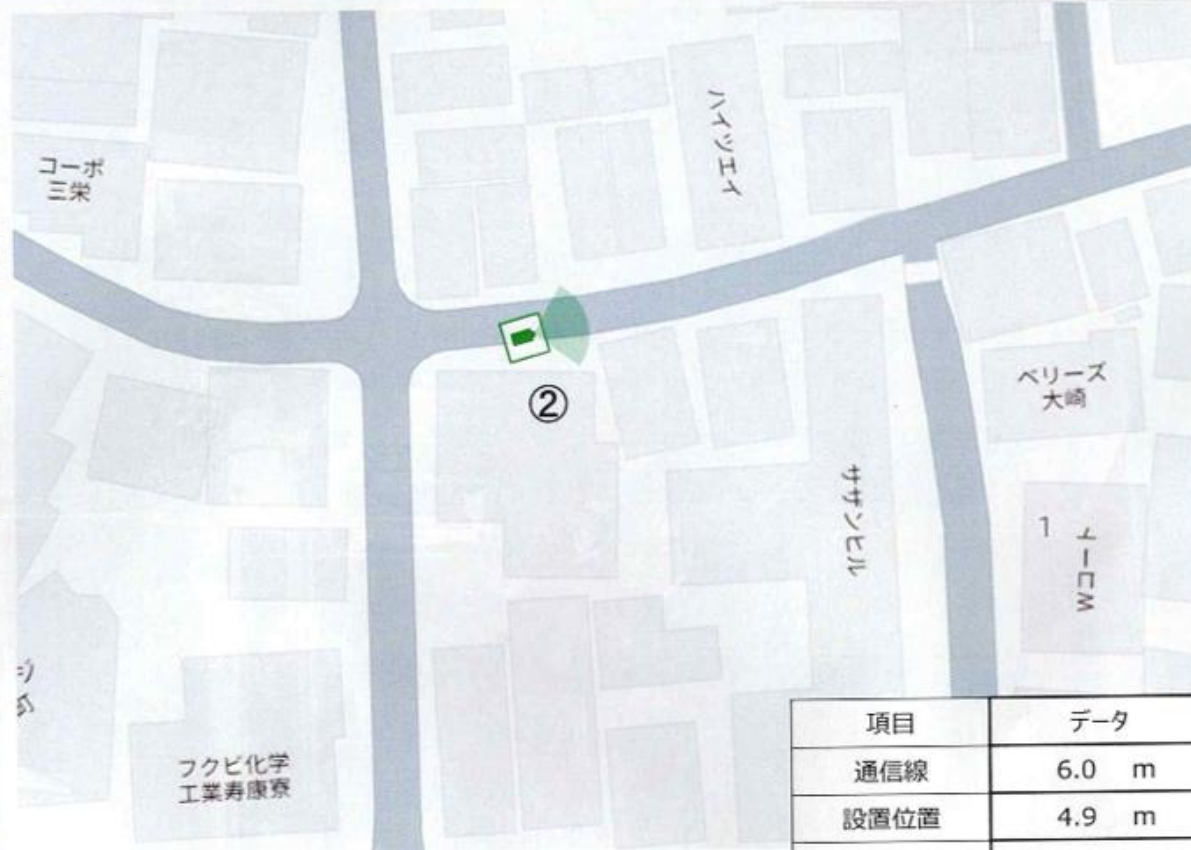 ハイツエイ
コーポ
三栄
②
ベリーズ
大崎
ササンヒル
1
イーニM
フクビ化学
工業寿康寮
項目 データ
通信線 6.0 m
設置位置 4.9 m